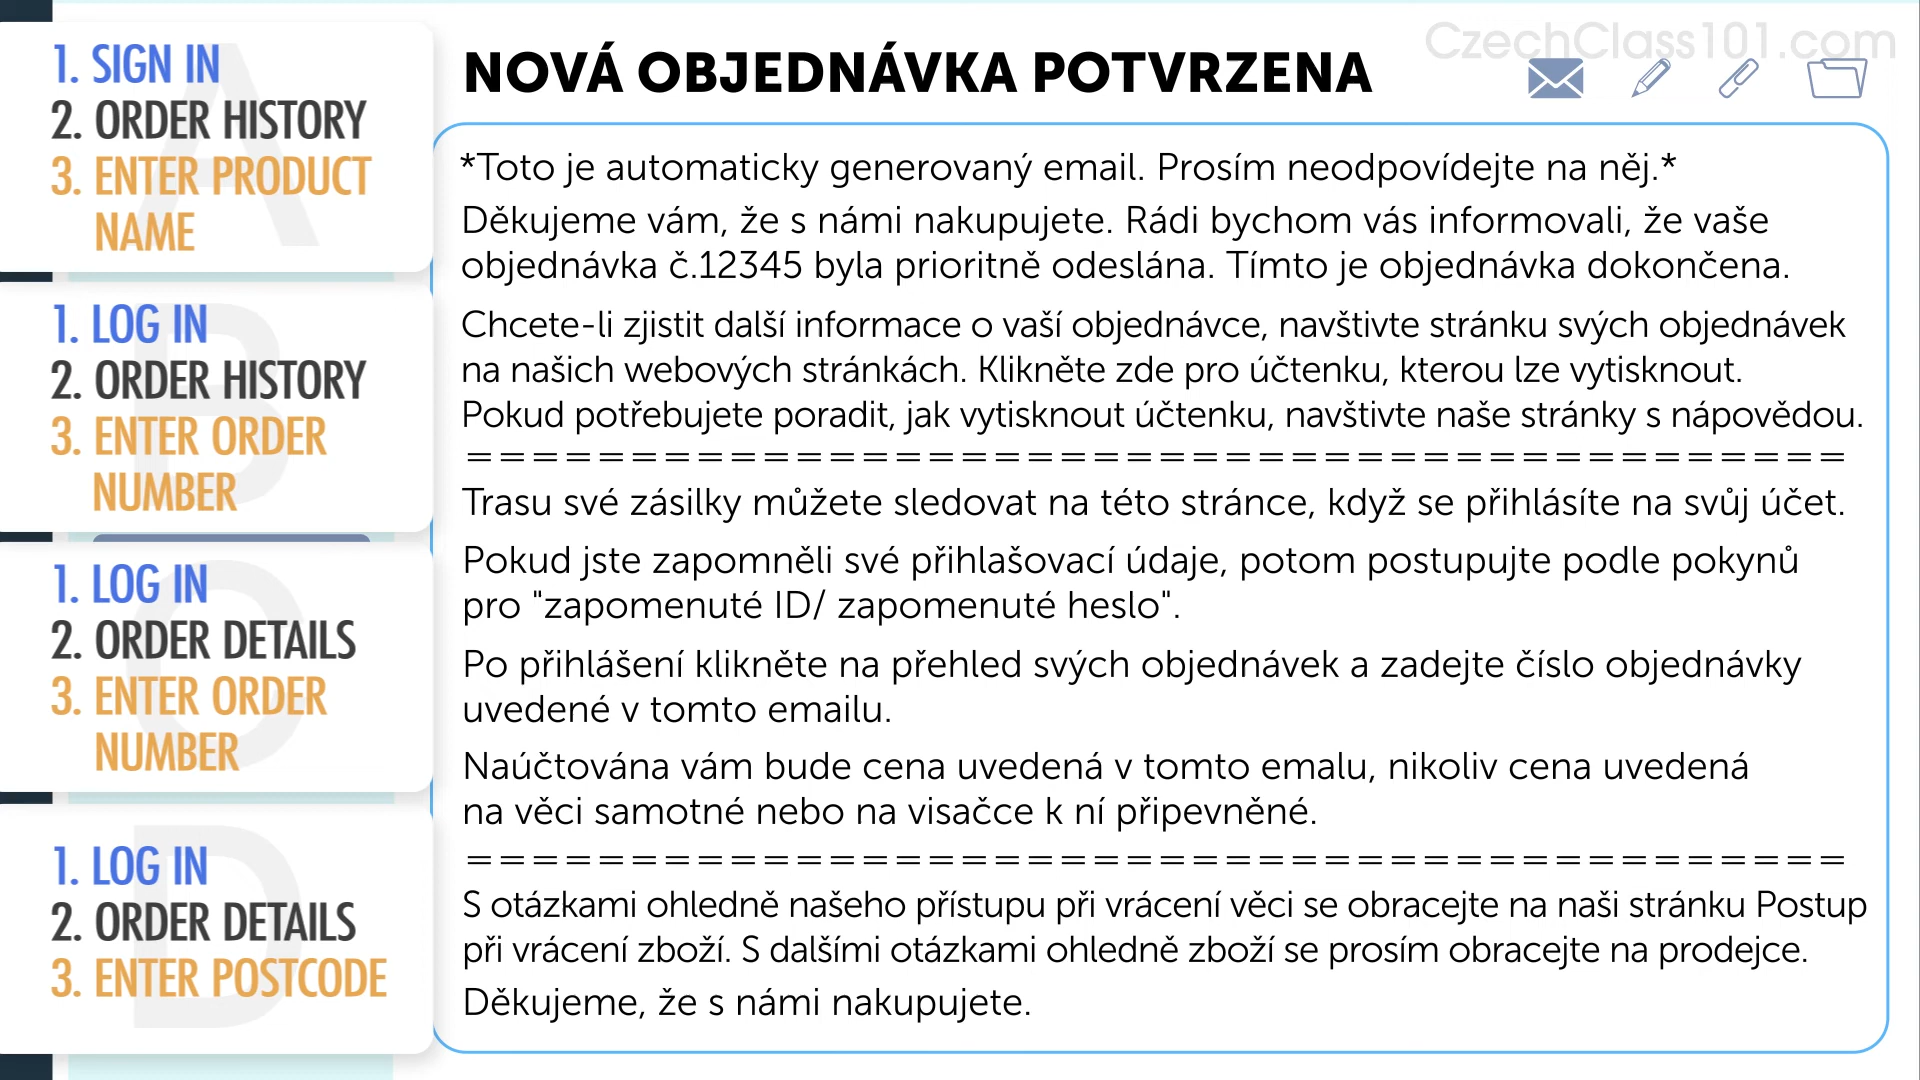 1. SIGN IN
2. ORDER HISTORY
3. ENTER PRODUCT
NAME
A
1. LOG IN
2. ORDER HISTORY
3. ENTER ORDER
NUMBER
B
1. LOG IN
2. ORDER DETAILS
3. ENTER ORDER
NUMBER
C
1. LOG IN
2. ORDER DETAILS
3. ENTER POSTCODE
D
CzechClass101.com
NOVÁ OBJEDNÁVKA POTVRZENA
*Toto je automaticky generovaný email. Prosím neodpovídejte na něj.*
Děkujeme vám, že s námi nakupujete. Rádi bychom vás informovali, že vaše
objednávka č.12345 byla prioritně odeslána. Tímto je objednávka dokončena.
Chcete-li zjistit další informace o vaší objednávce, navštivte stránku svých objednávek
na našich webových stránkách. Klikněte zde pro účtenku, kterou lze vytisknout.
Pokud potřebujete poradit, jak vytisknout účtenku, navštivte naše stránky s nápovědou.
==========================================
Trasu své zásilky můžete sledovat na této stránce, když se přihlásíte na svůj účet.
Pokud jste zapomněli své přihlašovací údaje, potom postupujte podle pokynů
pro "zapomenuté ID/ zapomenuté heslo".
Po přihlášení klikněte na přehled svých objednávek a zadejte číslo objednávky
uvedené v tomto emailu.
Naúčtována vám bude cena uvedená v tomto emalu, nikoliv cena uvedená
na věci samotné nebo na visačce k ní připevněné.
==========================================
S otázkami ohledně našeho přístupu při vrácení věci se obracejte na naši stránku Postup
při vrácení zboží. S dalšími otázkami ohledně zboží se prosím obracejte na prodejce.
Děkujeme, že s námi nakupujete.